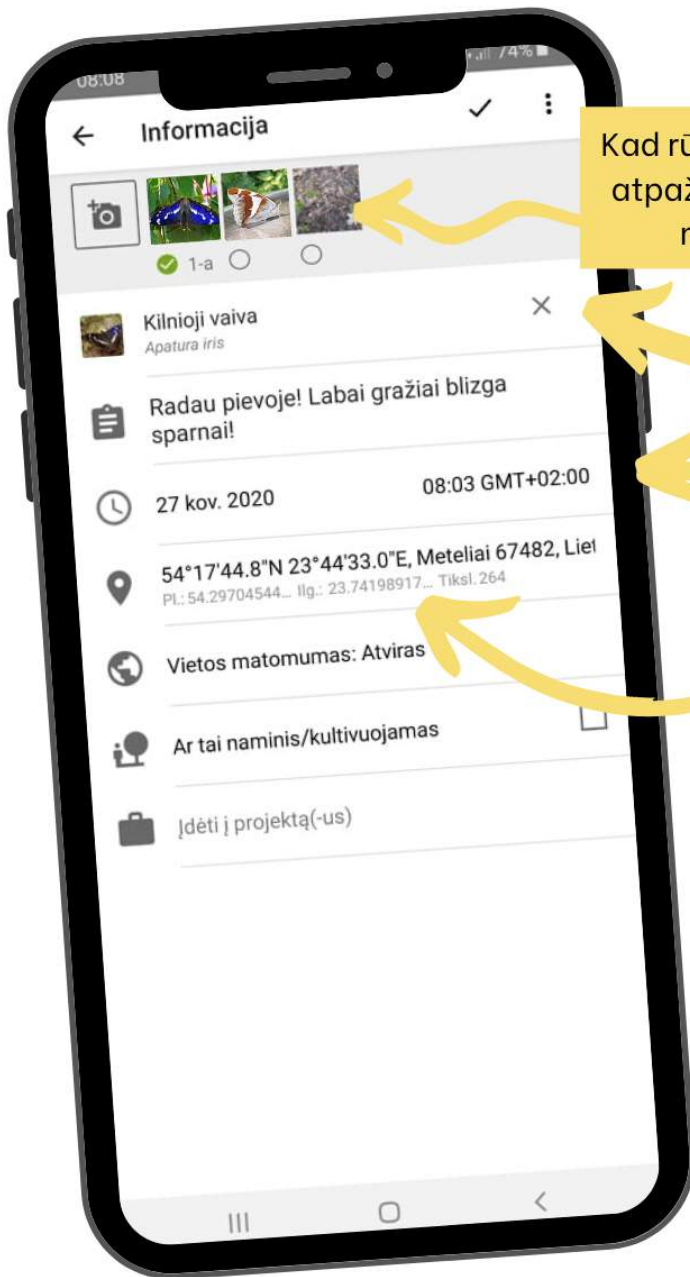 08:08
74%
Informacija
1-a
Kilnioji vaiva
Apatura iris
Radau pievoje! Labai gražiai blizga
sparnai!
27 kov. 2020 08:03 GMT+02:00
54°17'44.8"N 23°44'33.0"E, Meteliai 67482, Liet
Pl.: 54.29704544... Ilg.: 23.74198917... Tiksl. 264
Vietos matomumas: Atviras
Ar tai naminis/kultivuojamas
Įdėti į projektą(-us)
Kad rū
atpaž